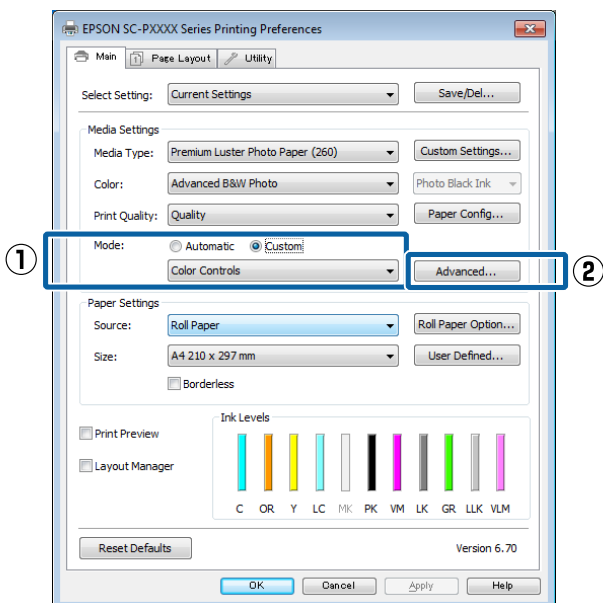 EPSON SC-PXXXX Series Printing Preferences
Main Page Layout Utility
Select Setting: Current Settings Save/Del...
Media Settings
Media Type: Premium Luster Photo Paper (260) Custom Settings...
Color: Advanced B&W Photo Photo Black Ink
Print Quality: Quality Paper Config...
Mode: Automatic Custom
① Color Controls Advanced... ②
Paper Settings
Source: Roll Paper Roll Paper Option...
Size: A4 210 x 297 mm User Defined...
Borderless
Ink Levels
Print Preview
Layout Manager
C OR Y LC MK PK VM LK GR LLK VLM
Reset Defaults Version 6.70
OK Cancel Apply Help